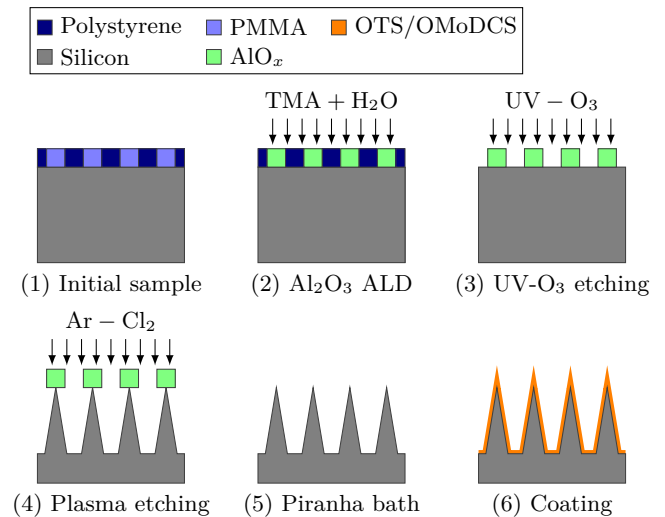 Polystyrene PMMA OTS/OMoDCS
Silicon AlOₓ
TMA + H₂O UV − O₃
(1) Initial sample (2) Al₂O₃ ALD (3) UV-O₃ etching
Ar − Cl₂
(4) Plasma etching (5) Piranha bath (6) Coating